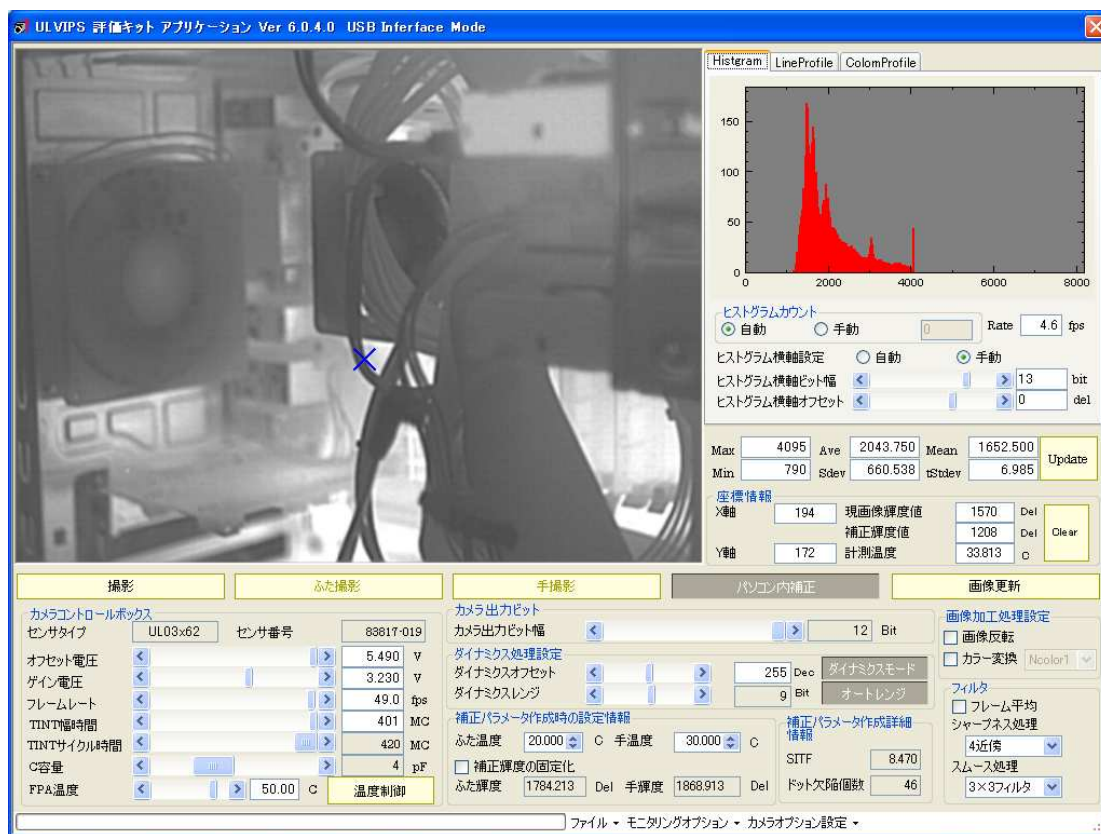 ULVIPS 評価キット アプリケーション Ver 6.0.4.0 USB Inferface Mode
Histgram LineProfile ColomProfile
150
100
50
0
0 2000 4000 6000 8000
ヒストグラムカウント
自動 手動 0 Rate 4.6 fps
ヒストグラム横軸設定 自動 手動
ヒストグラム横軸ビット幅 13 bit
ヒストグラム横軸オフセット 0 del
Max 4095 Ave 2043.750 Mean 1652.500 Update
Min 790 Sdev 660.538 tStdev 6.985
座標情報
X軸 194 現画像輝度値 1570 Del
補正輝度値 1208 Del Clear
Y軸 172 計測温度 33.813 C
撮影 ふた撮影 手撮影 パソコン内補正 画像更新
カメラコントロールボックス
センサタイプ UL03x62 センサ番号 83817-019
オフセット電圧 5.490 V
ゲイン電圧 3.230 V
フレームレート 49.0 fps
TINT幅時間 401 MC
TINTサイクル時間 420 MC
C容量 4 pF
FPA温度 50.00 C 温度制御
カメラ出力ビット
カメラ出力ビット幅 12 Bit
ダイナミクス処理設定
ダイナミクスオフセット 255 Dec ダイナミクスモード
ダイナミクスレンジ 9 Bit オートレンジ
補正パラメータ作成時の設定情報
ふた温度 20.000 C 手温度 30.000 C
補正輝度の固定化
ふた輝度 1784.213 Del 手輝度 1868.913 Del
補正パラメータ作成詳細
情報
SITF 8.470
ドット欠陥個数 46
画像加工処理設定
画像反転
カラー変換 Ncolor1
フィルタ
フレーム平均
シャープネス処理
4近傍
スムース処理
3×3フィルタ
ファイル モニタリングオプション カメラオプション設定